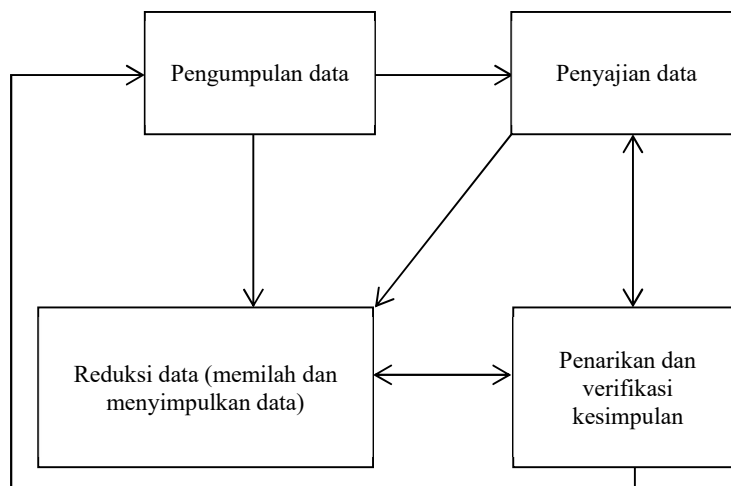 Pengumpulan data
Penyajian data
Reduksi data (memilah dan
menyimpulkan data)
Penarikan dan
verifikasi
kesimpulan